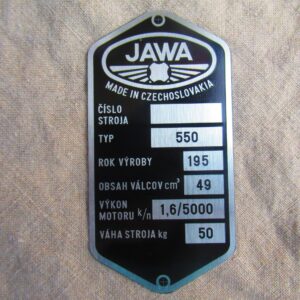 JAWA
MADE IN CZECHOSLOVAKIA
ČÍSLO
STROJA
TYP 550
ROK VÝROBY 195
OBSAH VÁLCOV cm³ 49
VÝKON
MOTORU k/n 1,6/5000
VÁHA STROJA kg 50